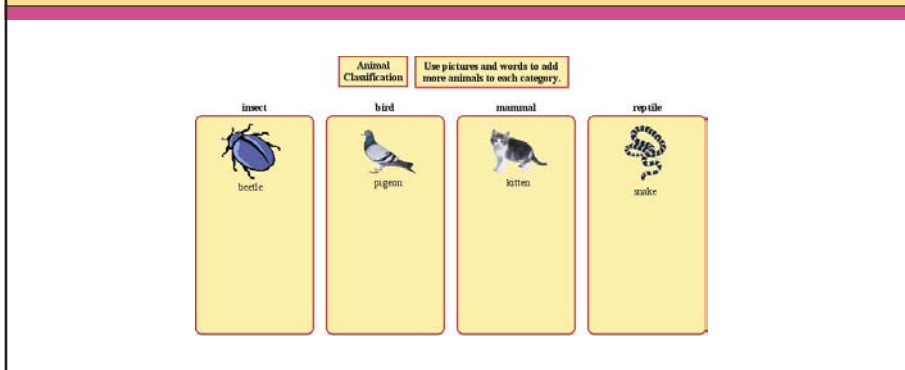 Animal
Classification
Use pictures and words to add
more animals to each category.
insect
bird
mammal
reptile
beetle
pigeon
kitten
snake